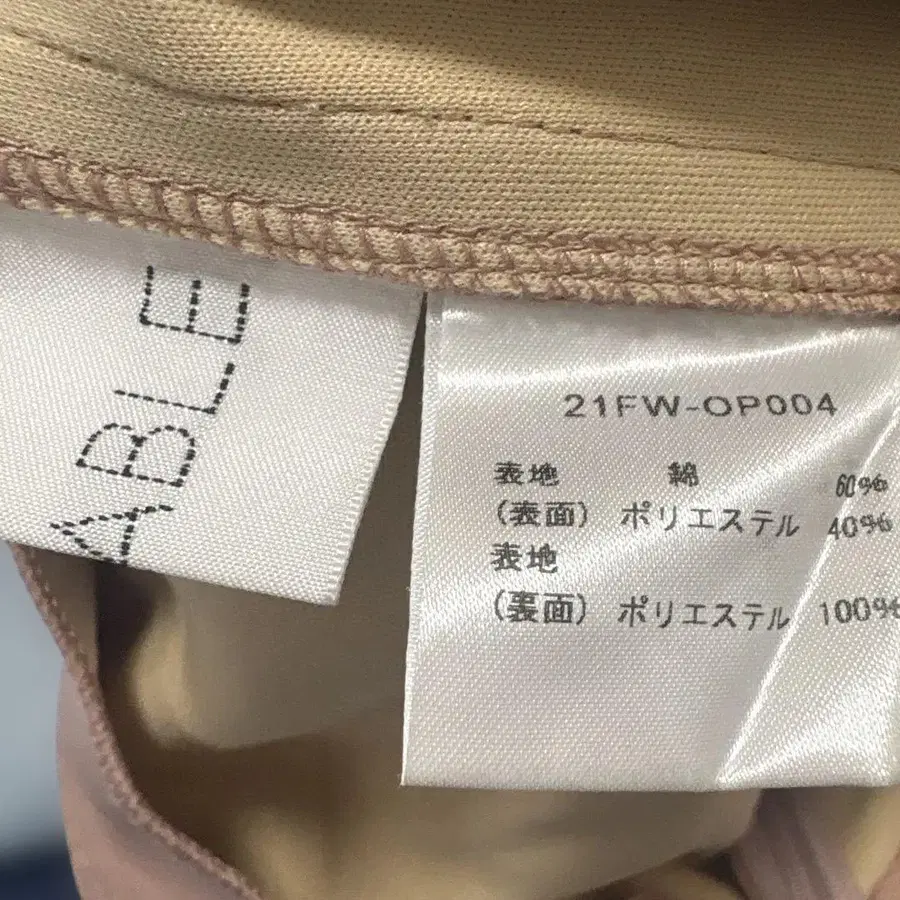 ABLE
21FW-OP004
表地 綿 60%
(表面) ポリエステル 40%
表地
(裏面) ポリエステル 100%